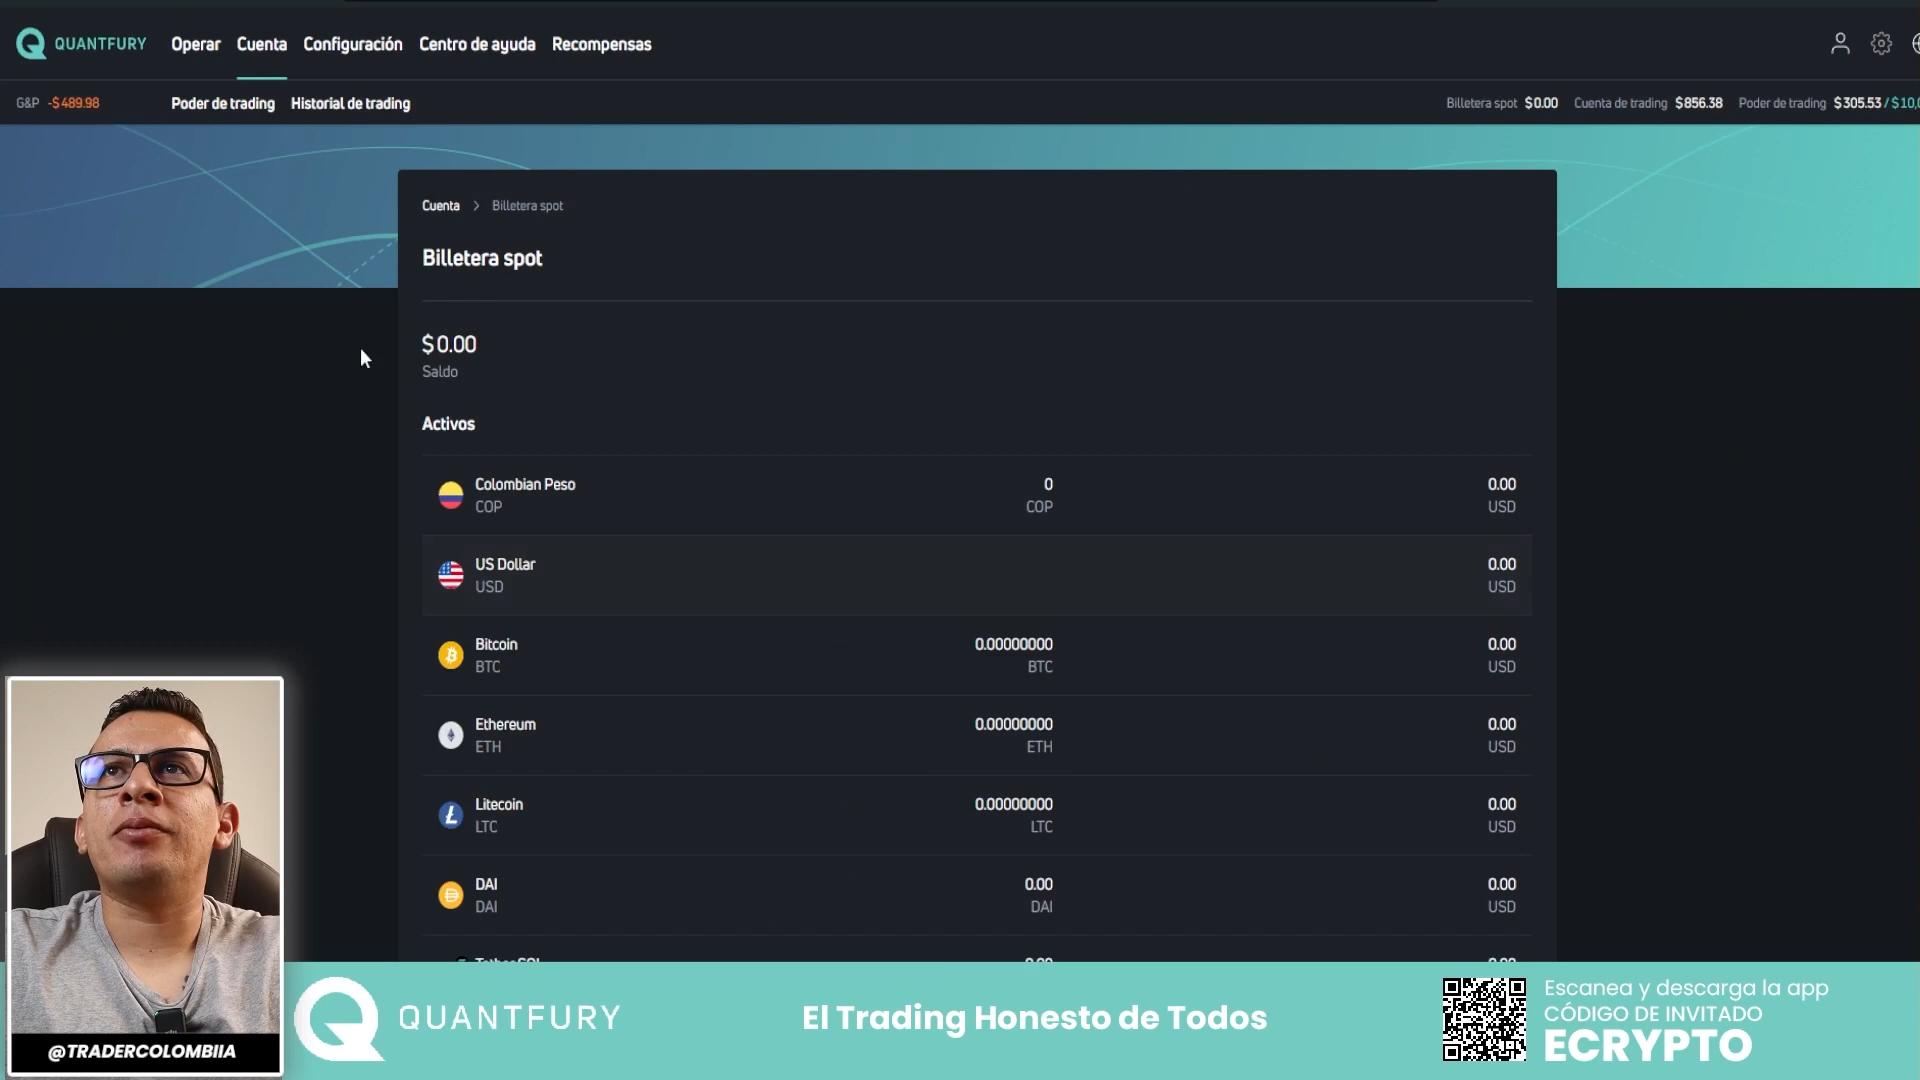 QUANTFURY Operar Cuenta Configuración Centro de ayuda Recompensas
G&P -$489.98 Poder de trading Historial de trading Billetera spot $0.00 Cuenta de trading $856.38 Poder de trading $305.53 / $10,
Cuenta > Billetera spot
Billetera spot
$0.00
Saldo
Activos
Colombian Peso 0 0.00
COP COP USD
US Dollar 0.00
USD USD
Bitcoin 0.00000000 0.00
BTC BTC USD
Ethereum 0.00000000 0.00
ETH ETH USD
Litecoin 0.00000000 0.00
LTC LTC USD
DAI 0.00 0.00
DAI DAI USD
@TRADERCOLOMBIIA
QUANTFURY
El Trading Honesto de Todos
Escanea y descarga la app
CÓDIGO DE INVITADO
ECRYPTO